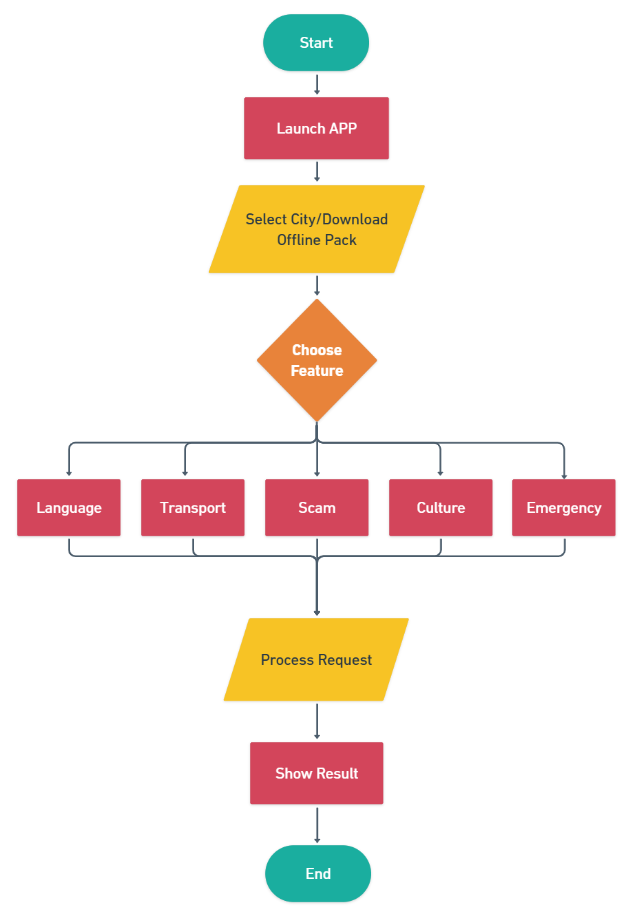 Start
Launch APP
Select City/Download
Offline Pack
Choose
Feature
Language
Transport
Scam
Culture
Emergency
Process Request
Show Result
End